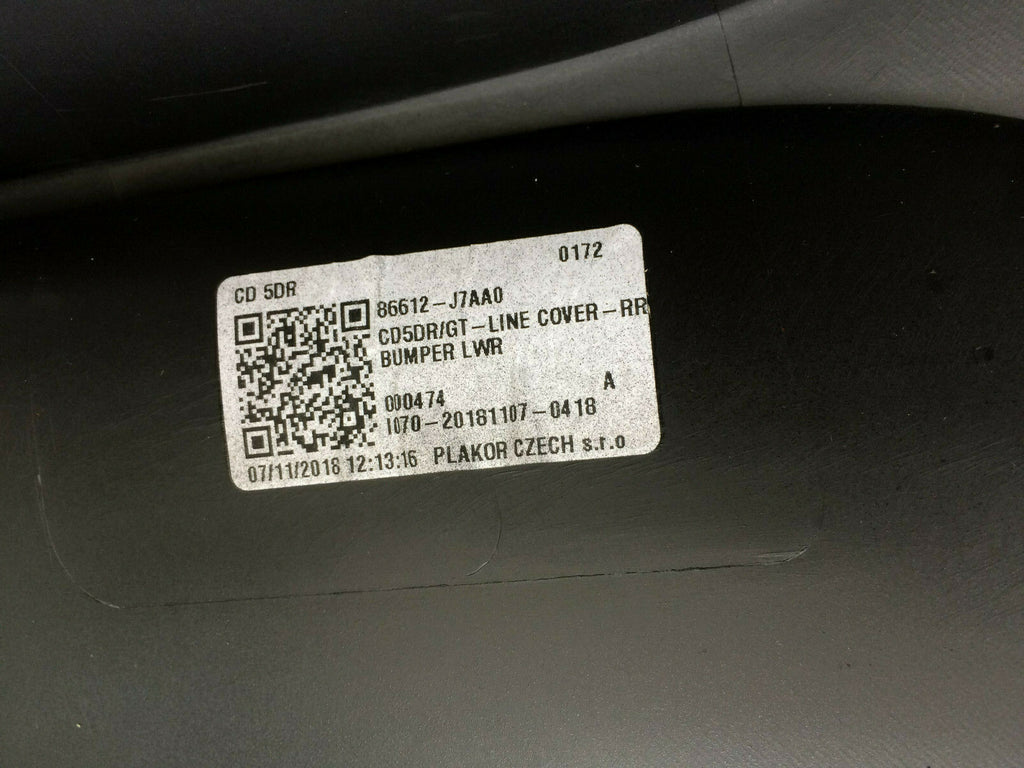 0172
CD 5DR
86612-J7AA0
CD5DR/GT-LINE COVER-RR
BUMPER LWR
A
000474
I070-20181107-0418
07/11/2018 12:13:16 PLAKOR CZECH s.r.o